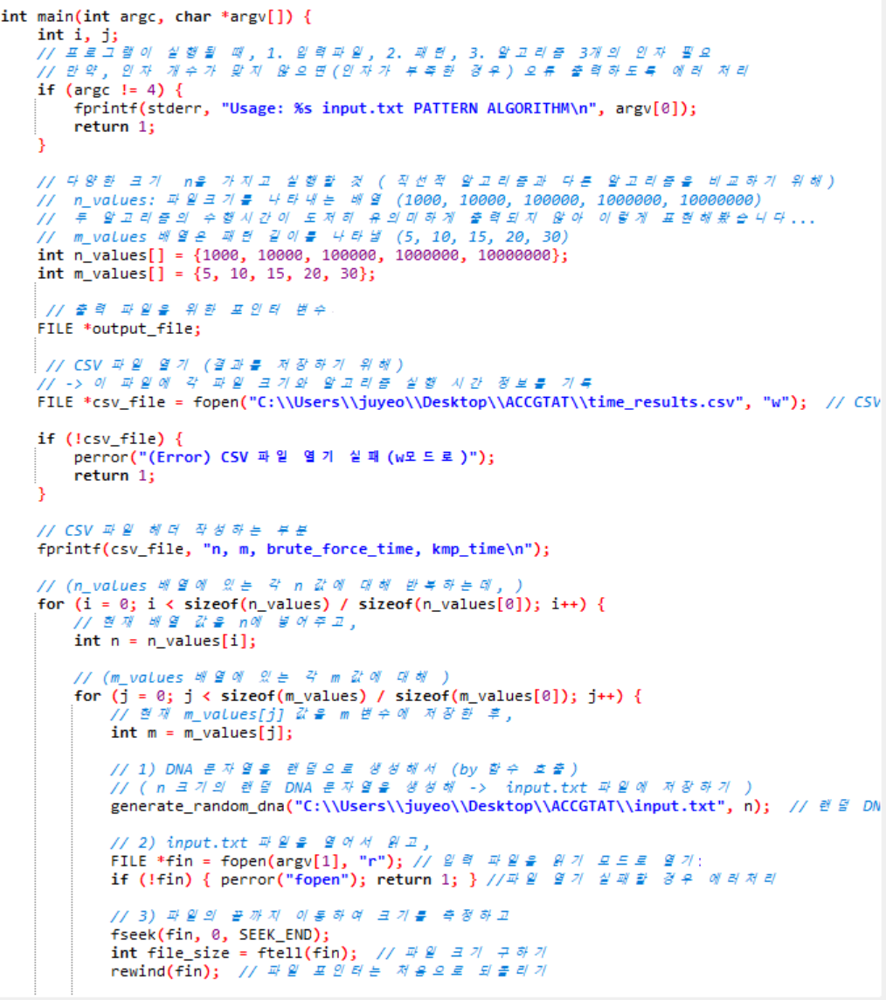 int main(int argc, char *argv[]) {
int i, j;
// 프로그램이 실행될 때, 1. 입력파일, 2. 패턴, 3. 알고리즘 3개의 인자 필요
// 만약, 인자 개수가 맞지 않으면(인자가 부족한 경우) 오류 출력하도록 에러 처리
if (argc != 4) {
fprintf(stderr, "Usage: %s input.txt PATTERN ALGORITHM\n", argv[0]);
return 1;
}
// 다양한 크기 n을 가지고 실행할 것 ( 직선적 알고리즘과 다른 알고리즘을 비교하기 위해)
// n_values: 파일크기를 나타내는 배열 (1000, 10000, 100000, 1000000, 10000000)
// 두 알고리즘의 수행시간이 도저히 유의미하게 출력되지 않아 이렇게 표현해봤습니다...
// m_values 배열은 패턴 길이를 나타냄 (5, 10, 15, 20, 30)
int n_values[] = {1000, 10000, 100000, 1000000, 10000000};
int m_values[] = {5, 10, 15, 20, 30};
// 출력 파일을 위한 포인터 변수
FILE *output_file;
// CSV 파일 열기 (결과를 저장하기 위해)
// -> 이 파일에 각 파일 크기와 알고리즘 실행 시간 정보를 기록
FILE *csv_file = fopen("C:\\Users\\juyeo\\Desktop\\ACCGTAT\\time_results.csv", "w"); // CSV
if (!csv_file) {
perror("(Error) CSV 파일 열기 실패(w모드로)");
return 1;
}
// CSV 파일 헤더 작성하는 부분
fprintf(csv_file, "n, m, brute_force_time, kmp_time\n");
// (n_values 배열에 있는 각 n 값에 대해 반복하는데, )
for (i = 0; i < sizeof(n_values) / sizeof(n_values[0]); i++) {
// 현재 배열 값을 n에 넣어주고,
int n = n_values[i];
// (m_values 배열에 있는 각 m 값에 대해 )
for (j = 0; j < sizeof(m_values) / sizeof(m_values[0]); j++) {
// 현재 m_values[j] 값을 m 변수에 저장한 후,
int m = m_values[j];
// 1) DNA 문자열을 랜덤으로 생성해서 (by 함수 호출)
// ( n 크기의 랜덤 DNA 문자열을 생성해 -> input.txt 파일에 저장하기 )
generate_random_dna("C:\\Users\\juyeo\\Desktop\\ACCGTAT\\input.txt", n); // 랜덤 DN
// 2) input.txt 파일을 열어서 읽고,
FILE *fin = fopen(argv[1], "r"); // 입력 파일을 읽기 모드로 열기:
if (!fin) { perror("fopen"); return 1; } //파일 열기 실패할 경우 에러처리
// 3) 파일의 끝까지 이동하여 크기를 측정하고
fseek(fin, 0, SEEK_END);
int file_size = ftell(fin); // 파일 크기 구하기
rewind(fin); // 파일 포인터는 처음으로 되돌리기